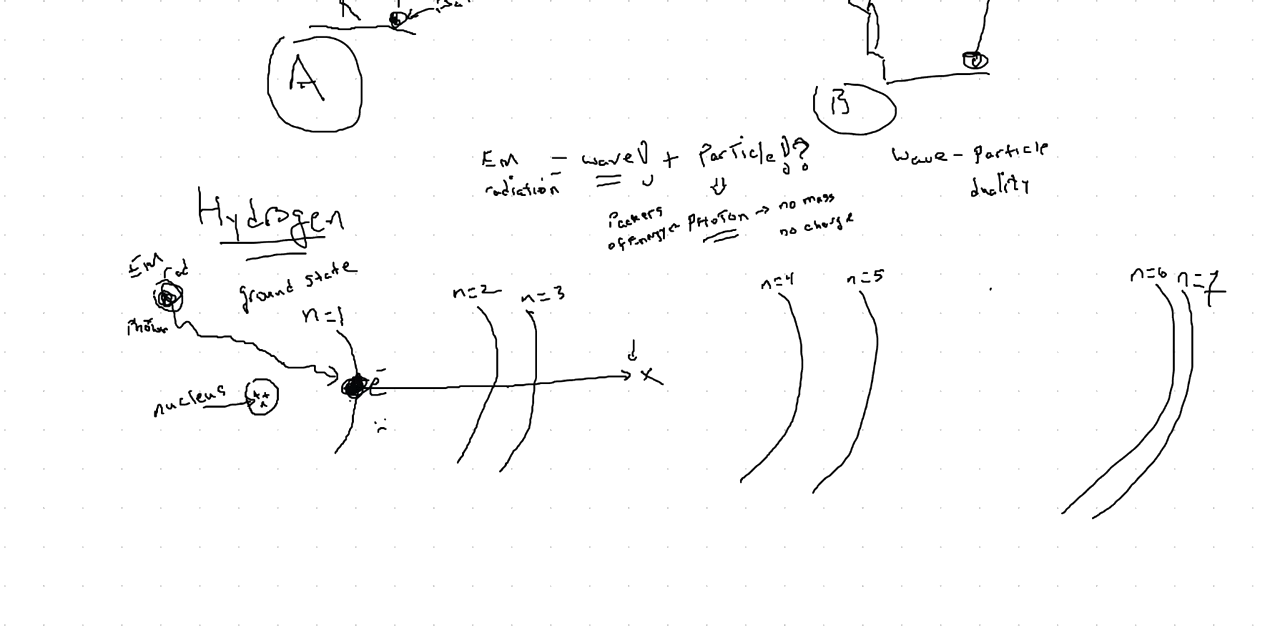 R
A
B
EM - wave! + Particle!?
radiation
Wave - Particle
duality
Packers
of energy
PHOTON → no mass
no charge
Hydrogen
EM
rad
Photon
ground state
n=1
n=2
n=3
n=4
n=5
n=6
n=7
nucleus
e-
x